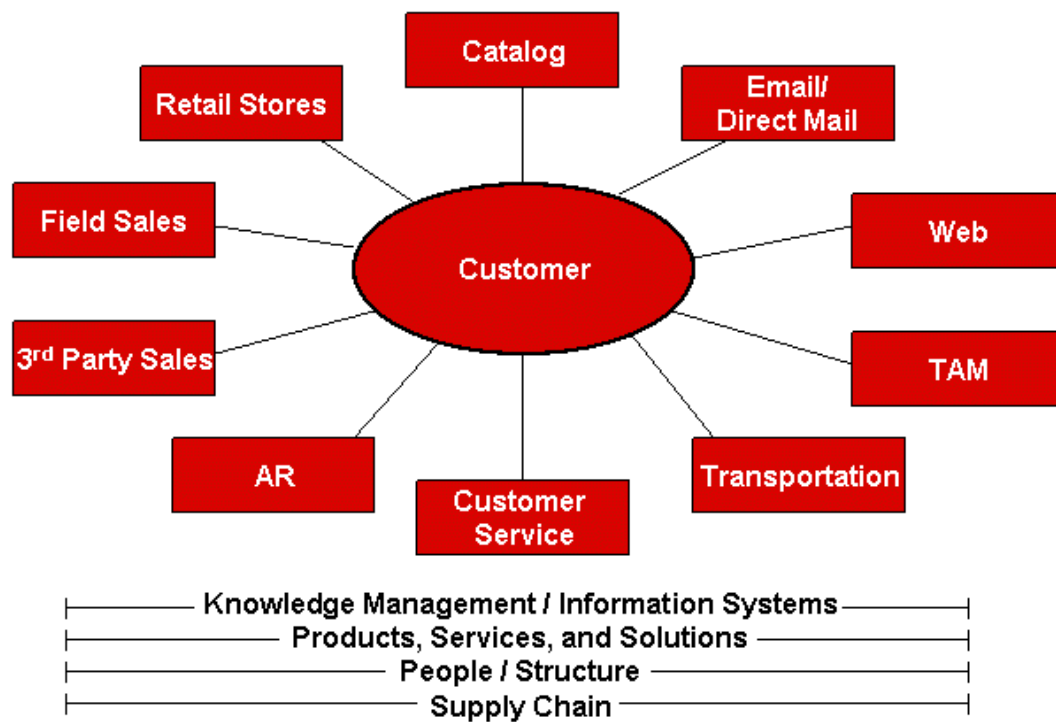 Catalog
Retail Stores
Email/
Direct Mail
Field Sales
Web
Customer
3rd Party Sales
TAM
AR
Customer
Service
Transportation
Knowledge Management / Information Systems
Products, Services, and Solutions
People / Structure
Supply Chain